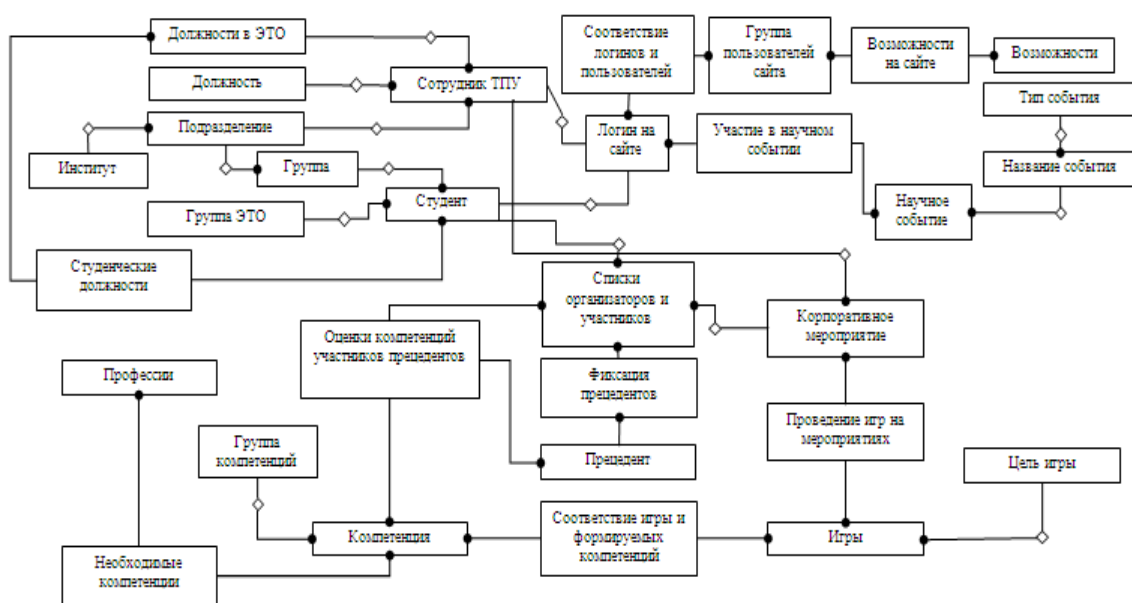 Должности в ЭТО
Должность
Подразделение
Институт
Группа
Группа ЭТО
Студенческие
должности
Сотрудник ТПУ
Студент
Соответствие
логинов и
пользователей
Группа
пользователей
сайта
Возможности
на сайте
Возможности
Тип события
Логин на
сайте
Участие в научном
событии
Название события
Научное
событие
Списки
организаторов и
участников
Корпоративное
мероприятие
Оценки компетенций
участников прецедентов
Профессии
Фиксация
прецедентов
Проведение игр на
мероприятиях
Группа
компетенций
Прецедент
Цель игры
Компетенция
Соответствие игры и
формируемых
компетенций
Игры
Необходимые
компетенции